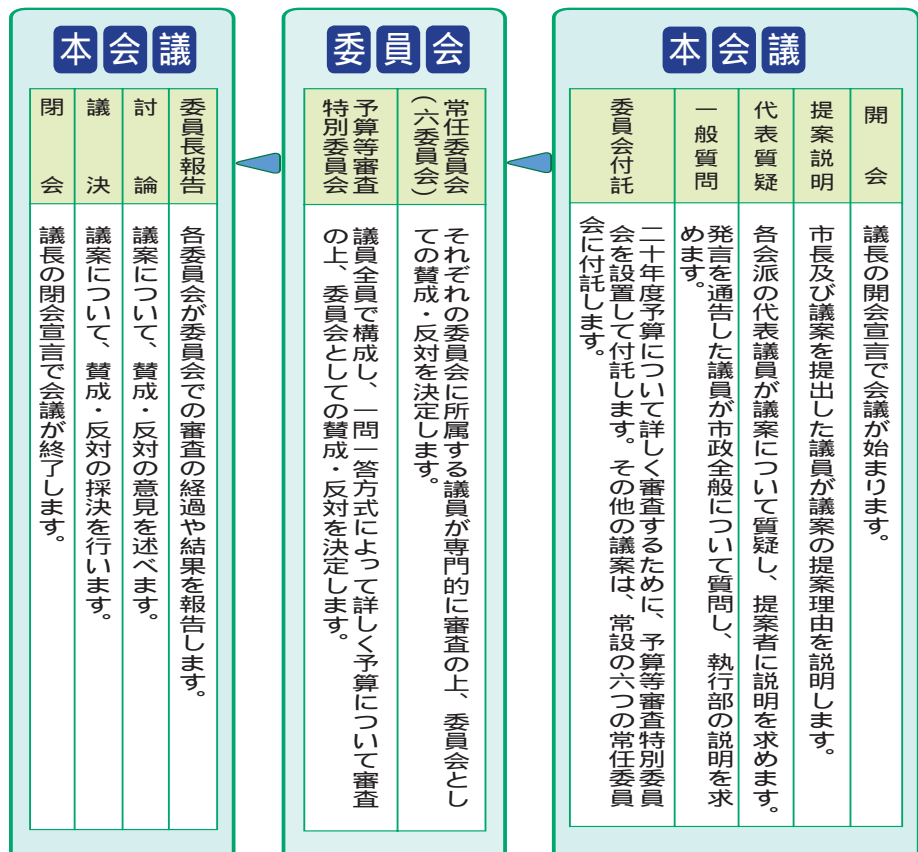 本会議
開会
議長の開会宣言で会議が始まります。
提案説明
市長及び議案を提出した議員が議案の提案理由を説明します。
代表質疑
各会派の代表議員が議案について質疑し、提案者に説明を求めます。
一般質問
発言を通告した議員が市政全般について質問し、執行部の説明を求
めます。
委員会付託
二十年度予算について詳しく審査するために、予算等審査特別委員
会を設置して付託します。その他の議案は、常設の六つの常任委員
会に付託します。
委員会
常任委員会
(六委員会)
それぞれの委員会に所属する議員が専門的に審査の上、委員会とし
ての賛成・反対を決定します。
予算等審査
特別委員会
議員全員で構成し、一問一答方式によって詳しく予算について審査
の上、委員会としての賛成・反対を決定します。
本会議
委員長報告
各委員会が委員会での審査の経過や結果を報告します。
討論
議案について、賛成・反対の意見を述べます。
議決
議案について、賛成・反対の採決を行います。
閉会
議長の閉会宣言で会議が終了します。